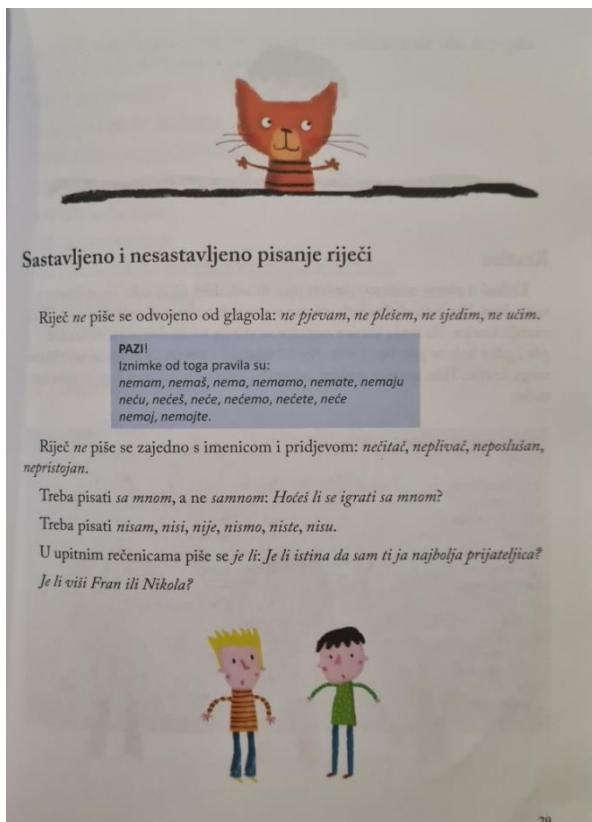 Sastavljeno i nesastavljeno pisanje riječi
Riječ ne piše se odvojeno od glagola: ne pjevam, ne plešem, ne sjedim, ne učim.
PAZI!
Iznimke od toga pravila su:
nemam, nemaš, nema, nemamo, nemate, nemaju
neću, nećeš, neće, nećemo, nećete, neće
nemoj, nemojte.
Riječ ne piše se zajedno s imenicom i pridjevom: nečitač, neplivač, neposlušan,
nepristojan.
Treba pisati sa mnom, a ne samnom: Hoćeš li se igrati sa mnom?
Treba pisati nisam, nisi, nije, nismo, niste, nisu.
U upitnim rečenicama piše se je li: Je li istina da sam ti ja najbolja prijateljica?
Je li viši Fran ili Nikola?